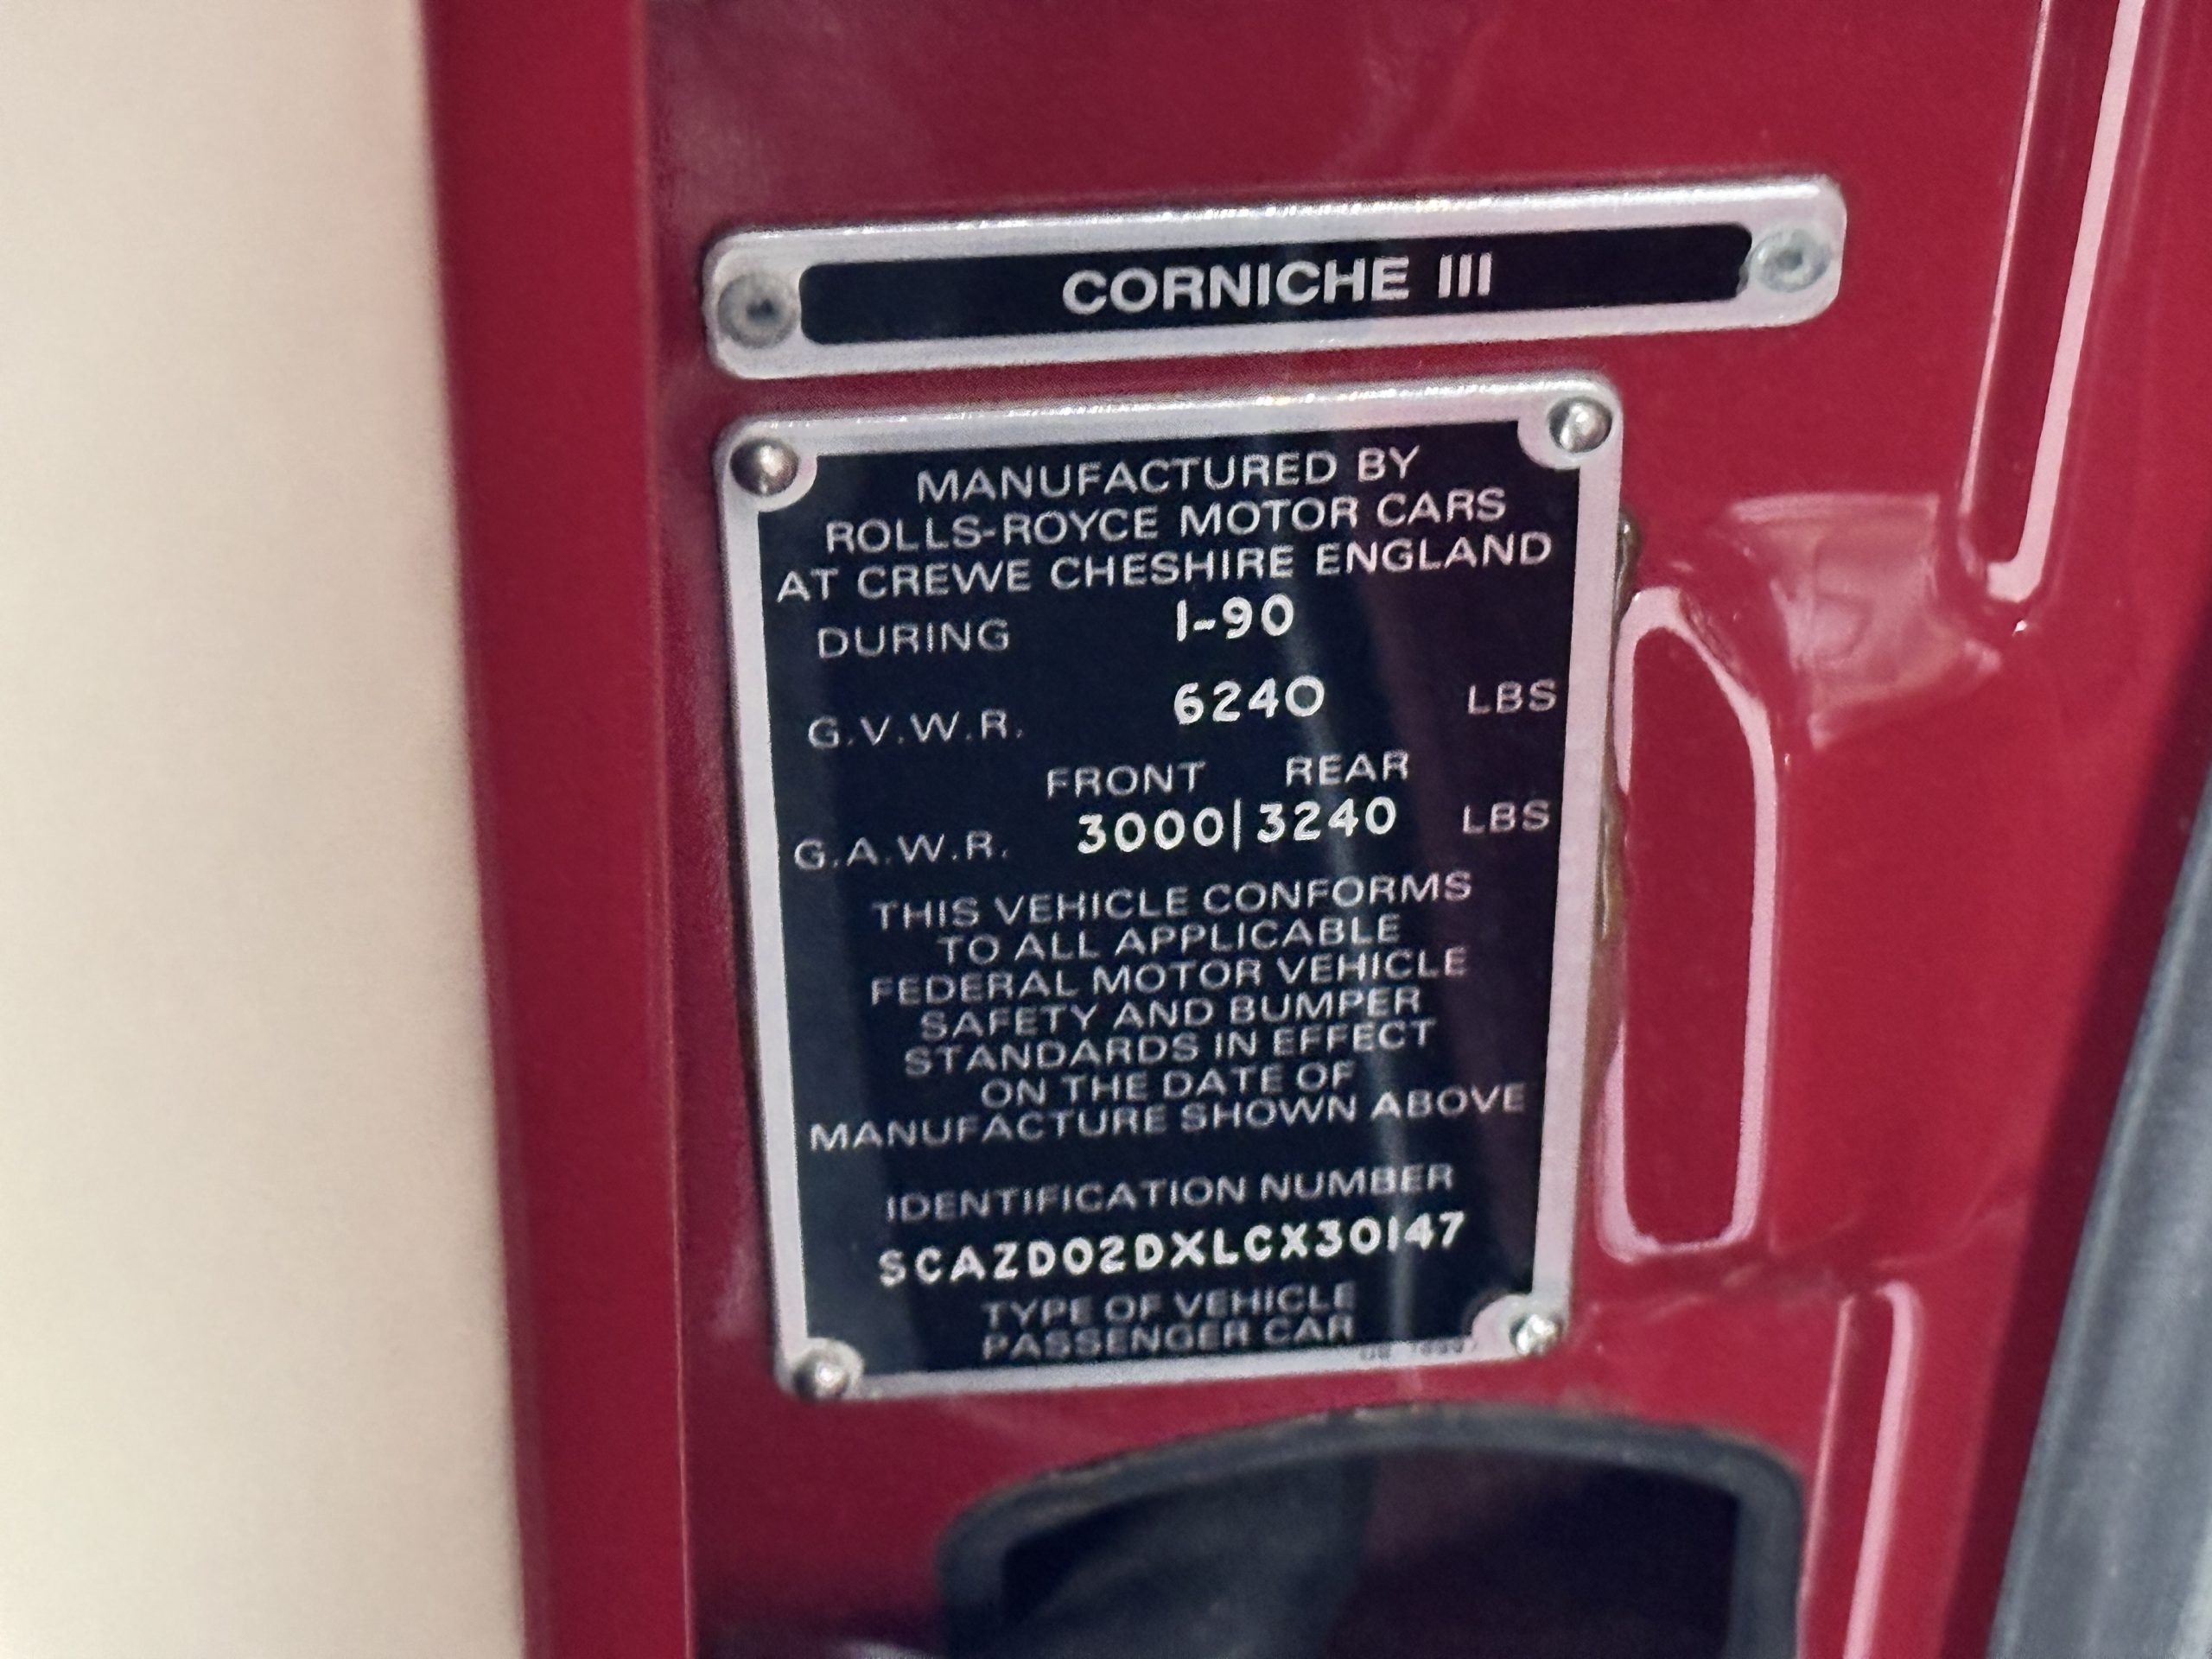 CORNICHE III
MANUFACTURED BY
ROLLS-ROYCE MOTOR CARS
AT CREWE CHESHIRE ENGLAND
DURING 1-90
G.V.W.R. 6240 LBS
FRONT REAR
G.A.W.R. 3000|3240 LBS
THIS VEHICLE CONFORMS
TO ALL APPLICABLE
FEDERAL MOTOR VEHICLE
SAFETY AND BUMPER
STANDARDS IN EFFECT
ON THE DATE OF
MANUFACTURE SHOWN ABOVE
IDENTIFICATION NUMBER
SCAZD02DXLCX30147
TYPE OF VEHICLE
PASSENGER CAR